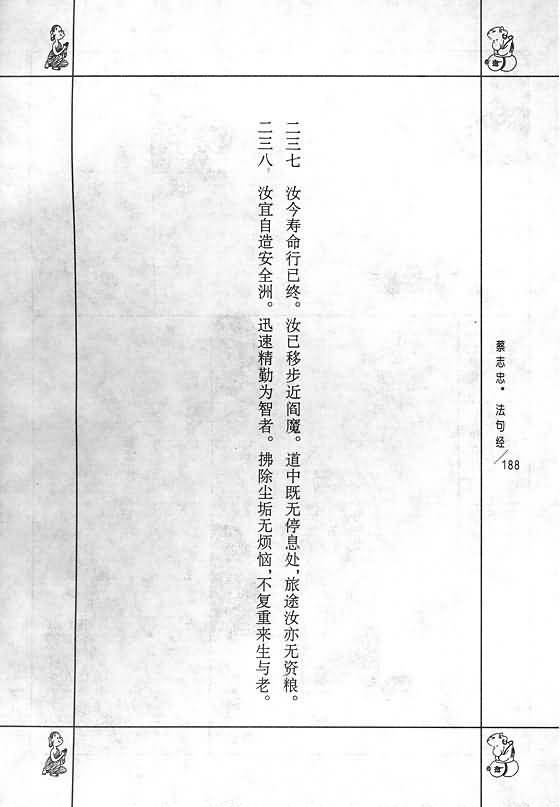 二三七 汝今寿命行已终。汝已移步近阎魔。道中既无停息处,旅途汝亦无资粮。
二三八 汝宜自造安全洲。迅速精勤为智者。拂除尘垢无烦恼,不复重来生与老。
蔡志忠•法句经/188